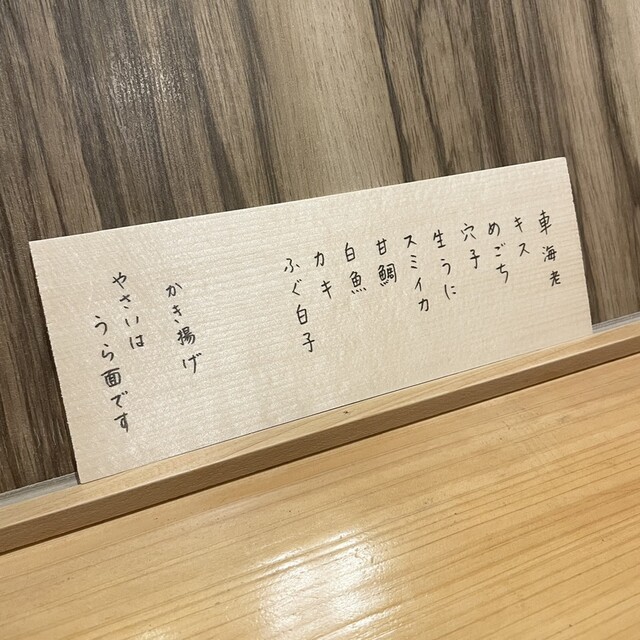 車海老
キス
めごち
穴子
生うに
スミイカ
甘鯛
白魚
カキ
ふぐ白子
かき揚げ
やさいは
うら面です